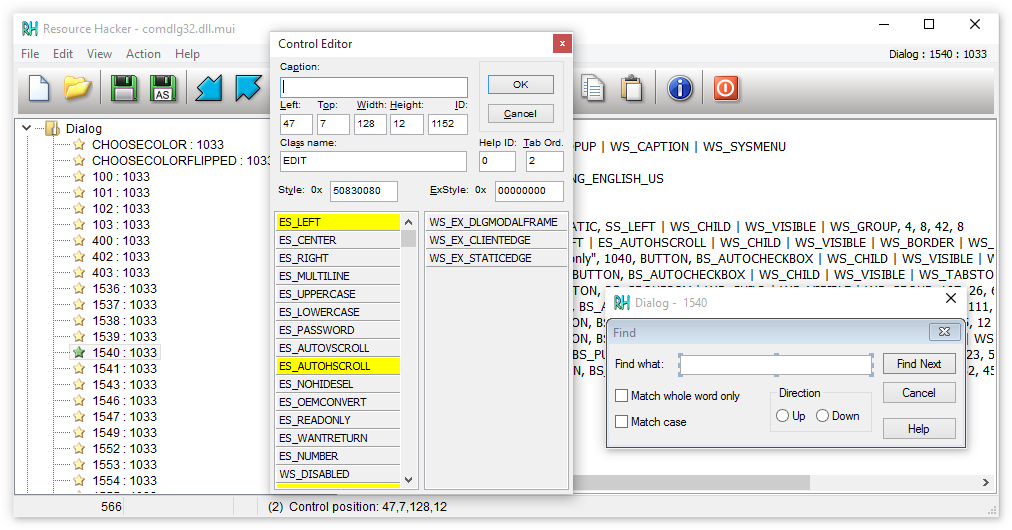 Resource Hacker - comdlg32.dll.mui
File Edit View Action Help
Dialog : 1540 : 1033
AS
Dialog
CHOOSECOLOR : 1033
CHOOSECOLORFLIPPED : 1033
100 : 1033
101 : 1033
102 : 1033
103 : 1033
400 : 1033
402 : 1033
403 : 1033
1536 : 1033
1537 : 1033
1538 : 1033
1539 : 1033
1540 : 1033
1541 : 1033
1543 : 1033
1546 : 1033
1547 : 1033
1549 : 1033
1552 : 1033
1553 : 1033
1554 : 1033
Control Editor
Caption:
OK
Left: Top: Width: Height: ID:
47 7 128 12 1152
Cancel
Class name: Help ID: Tab Ord.
EDIT 0 2
Style: 0x 50830080 ExStyle: 0x 00000000
ES_LEFT
ES_CENTER
ES_RIGHT
ES_MULTILINE
ES_UPPERCASE
ES_LOWERCASE
ES_PASSWORD
ES_AUTOVSCROLL
ES_AUTOHSCROLL
ES_NOHIDESEL
ES_OEMCONVERT
ES_READONLY
ES_WANTRETURN
ES_NUMBER
WS_DISABLED
WS_EX_DLGMODALFRAME
WS_EX_CLIENTEDGE
WS_EX_STATICEDGE
PUP | WS_CAPTION | WS_SYSMENU
NG_ENGLISH_US
ATIC, SS_LEFT | WS_CHILD | WS_VISIBLE | WS_GROUP, 4, 8, 42, 8
FT | ES_AUTOHSCROLL | WS_CHILD | WS_VISIBLE | WS_BORDER | WS_
only", 1040, BUTTON, BS_AUTOCHECKBOX | WS_CHILD | WS_VISIBLE | W
BUTTON, BS_AUTOCHECKBOX | WS_CHILD | WS_VISIBLE | WS_TABSTO
RH Dialog - 1540
Find
Find what:
Find Next
Match whole word only
Direction
Cancel
Up Down
Match case
Help
566
(2) Control position: 47,7,128,12